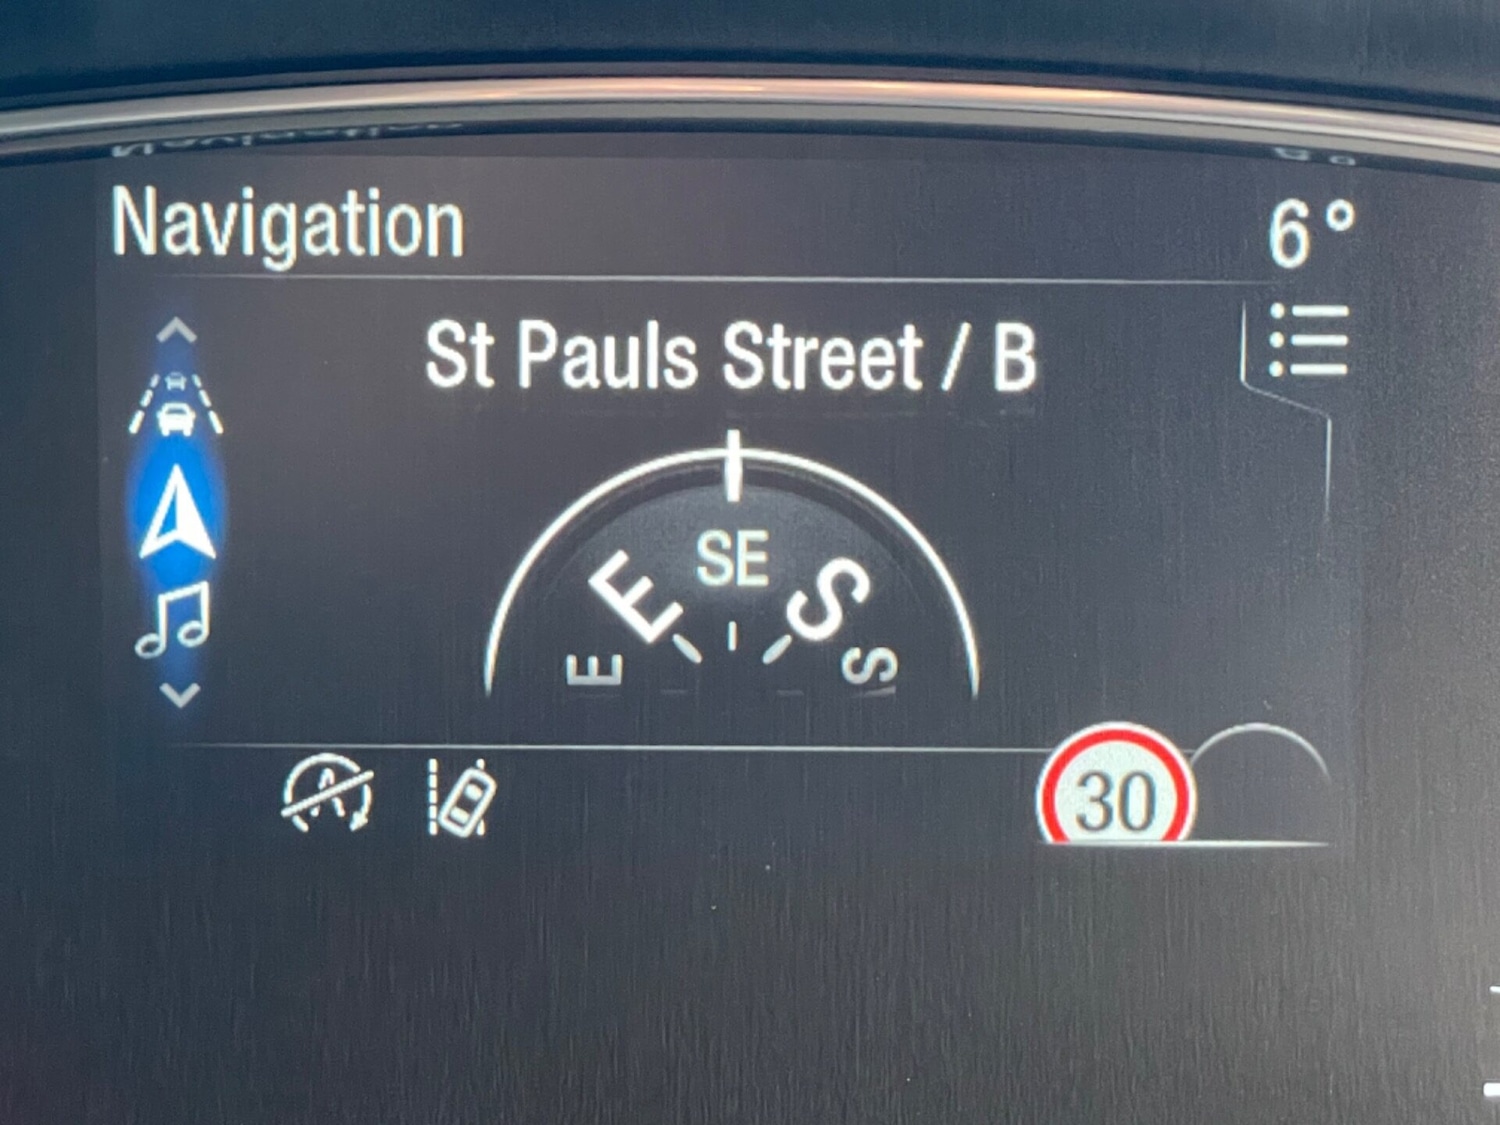 Navigation
6°
St Pauls Street / B
SE
E S
E S
A
30